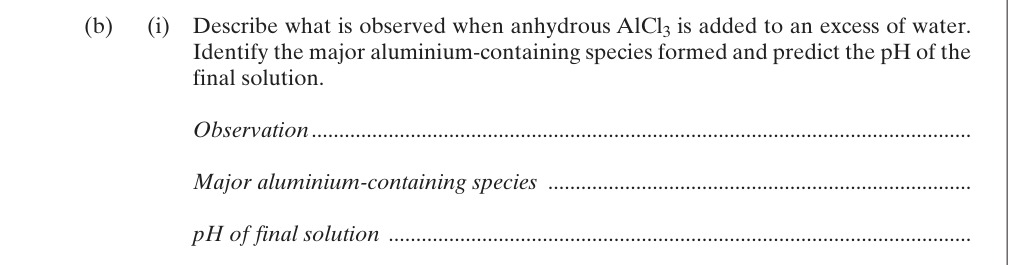 (b) (i) Describe what is observed when anhydrous AlCl₃ is added to an excess of water.
Identify the major aluminium-containing species formed and predict the pH of the
final solution.
Observation ........................................................................................................................
Major aluminium-containing species .............................................................................
pH of final solution ..........................................................................................................